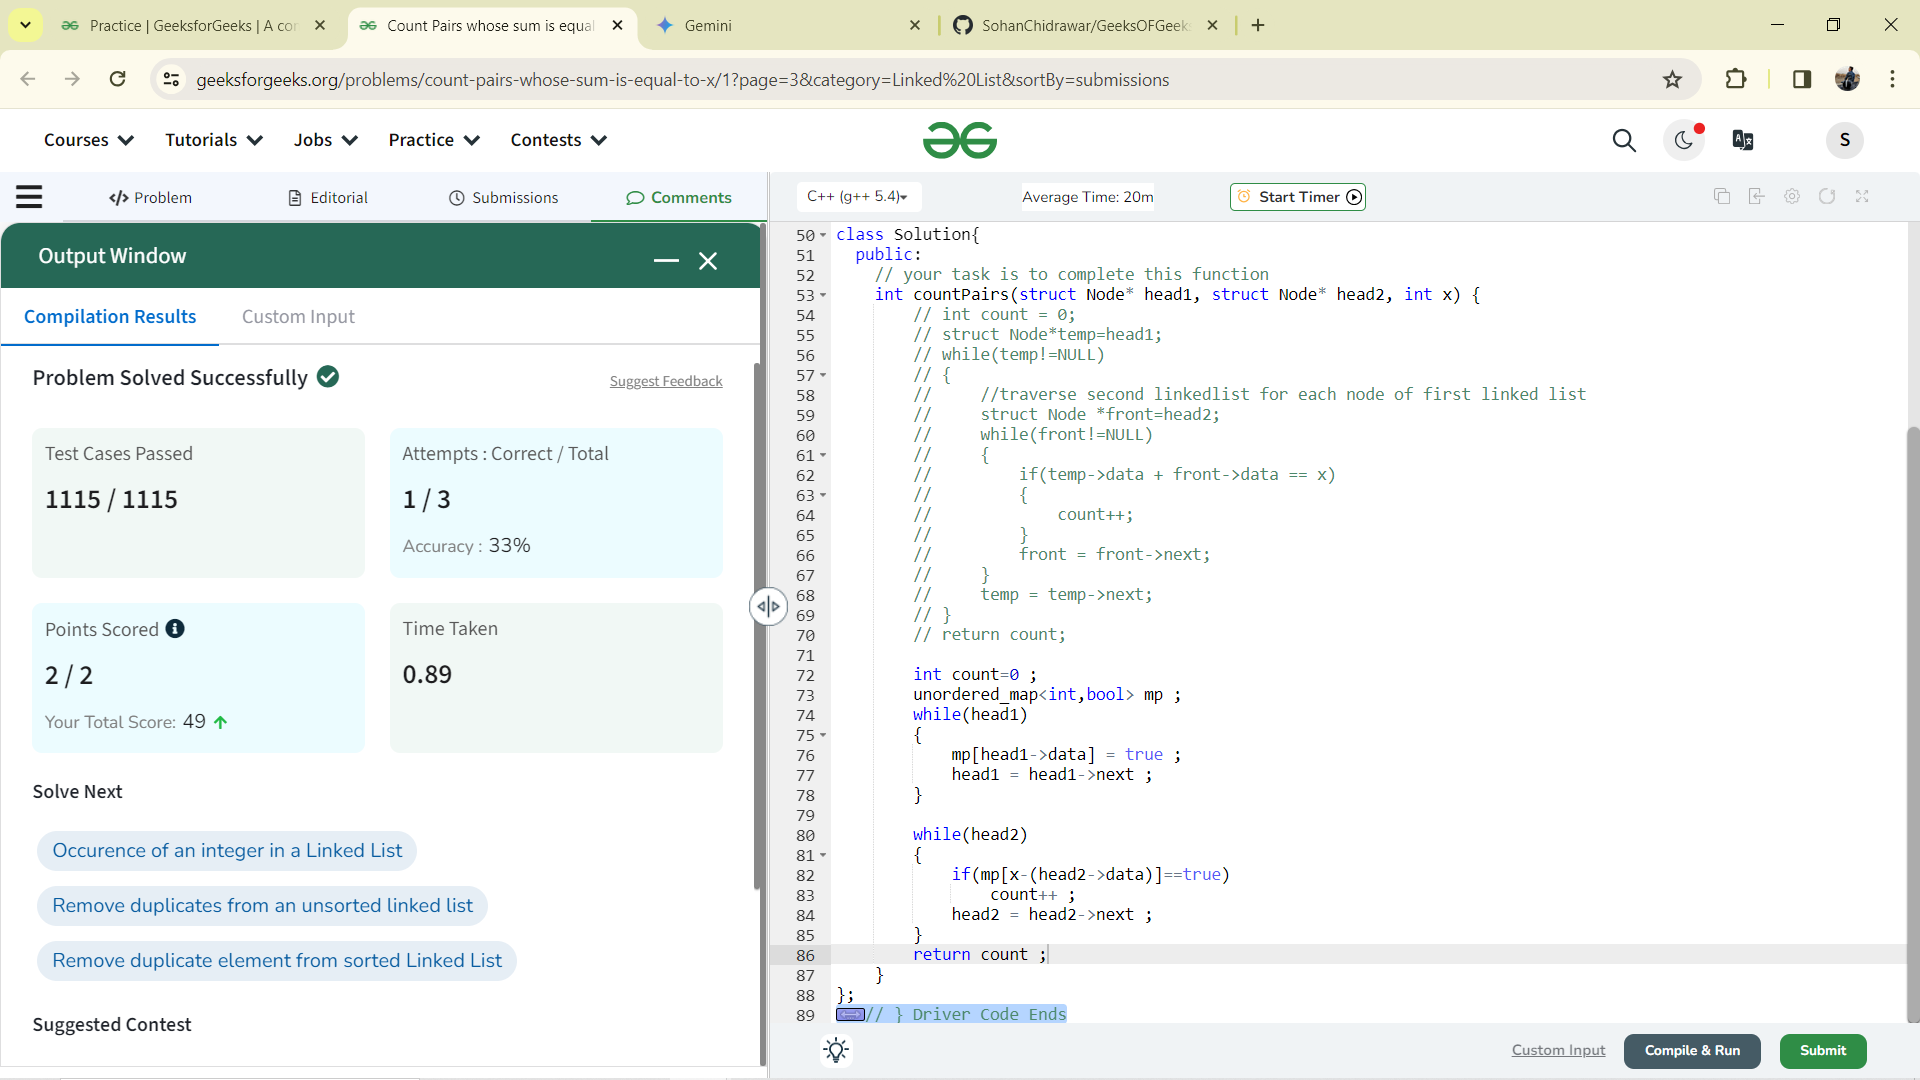 Practice | GeeksforGeeks | A co
Count Pairs whose sum is equal
Gemini
SohanChidrawar/GeeksOFGeek
geeksforgeeks.org/problems/count-pairs-whose-sum-is-equal-to-x/1?page=3&category=Linked%20List&sortBy=submissions
Courses
Tutorials
Jobs
Practice
Contests
S
</> Problem
Editorial
Submissions
Comments
C++ (g++ 5.4)
Average Time: 20m
Start Timer
Output Window
Compilation Results
Custom Input
Problem Solved Successfully
Suggest Feedback
Test Cases Passed
1115 / 1115
Attempts : Correct / Total
1 / 3
Accuracy : 33%
Points Scored
2 / 2
Your Total Score: 49
Time Taken
0.89
Solve Next
Occurence of an integer in a Linked List
Remove duplicates from an unsorted linked list
Remove duplicate element from sorted Linked List
Suggested Contest
50 class Solution{
51 public:
52 // your task is to complete this function
53 int countPairs(struct Node* head1, struct Node* head2, int x) {
54 // int count = 0;
55 // struct Node*temp=head1;
56 // while(temp!=NULL)
57 // {
58 // //traverse second linkedlist for each node of first linked list
59 // struct Node *front=head2;
60 // while(front!=NULL)
61 // {
62 // if(temp->data + front->data == x)
63 // {
64 // count++;
65 // }
66 // front = front->next;
67 // }
68 // temp = temp->next;
69 // }
70 // return count;
71
72 int count=0 ;
73 unordered_map<int,bool> mp ;
74 while(head1)
75 {
76 mp[head1->data] = true ;
77 head1 = head1->next ;
78 }
79
80 while(head2)
81 {
82 if(mp[x-(head2->data)]==true)
83 count++ ;
84 head2 = head2->next ;
85 }
86 return count ;
87 }
88 };
89 // } Driver Code Ends
Custom Input
Compile & Run
Submit